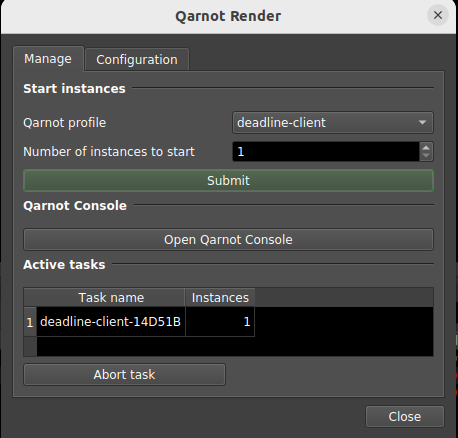 Qarnot Render
Manage Configuration
Start instances
Qarnot profile deadline-client
Number of instances to start 1
Submit
Qarnot Console
Open Qarnot Console
Active tasks
Task name Instances
1 deadline-client-14D51B 1
Abort task
Close